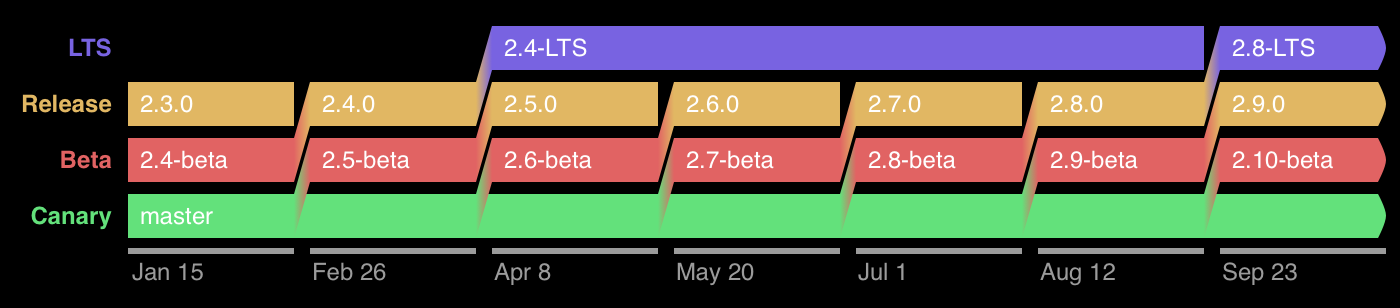 LTS 2.4-LTS 2.8-LTS
Release 2.3.0 2.4.0 2.5.0 2.6.0 2.7.0 2.8.0 2.9.0
Beta 2.4-beta 2.5-beta 2.6-beta 2.7-beta 2.8-beta 2.9-beta 2.10-beta
Canary master
Jan 15 Feb 26 Apr 8 May 20 Jul 1 Aug 12 Sep 23